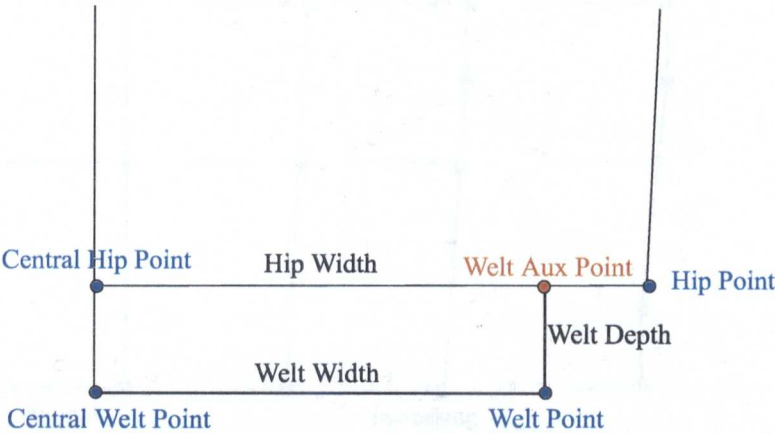 Central Hip Point
Hip Width
Welt Aux Point
Hip Point
Welt Depth
Welt Width
Central Welt Point
Welt Point